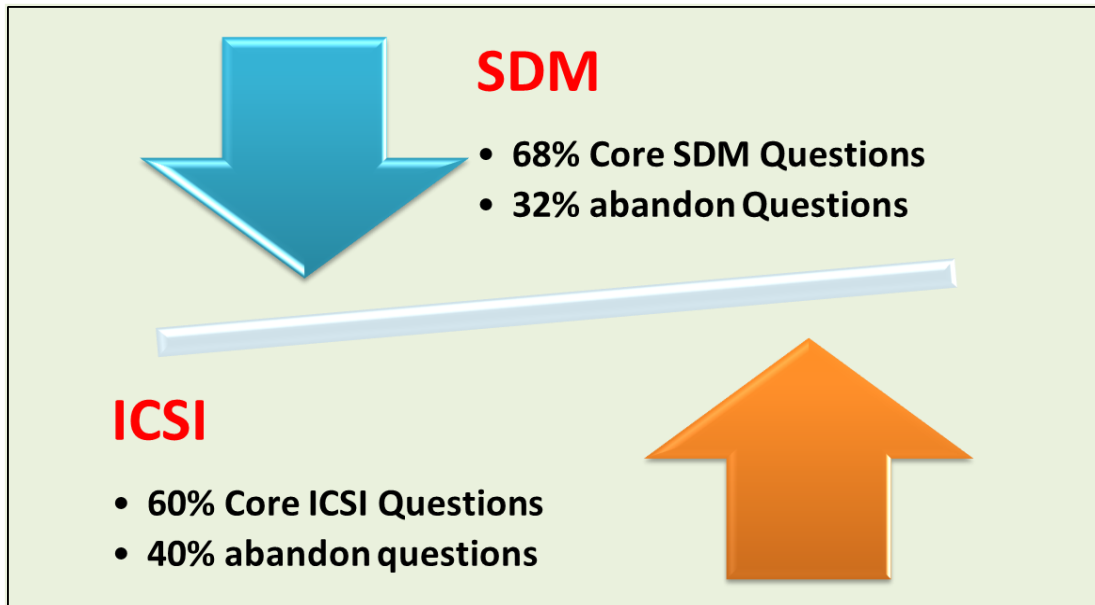 SDM
• 68% Core SDM Questions
• 32% abandon Questions
ICSI
• 60% Core ICSI Questions
• 40% abandon questions